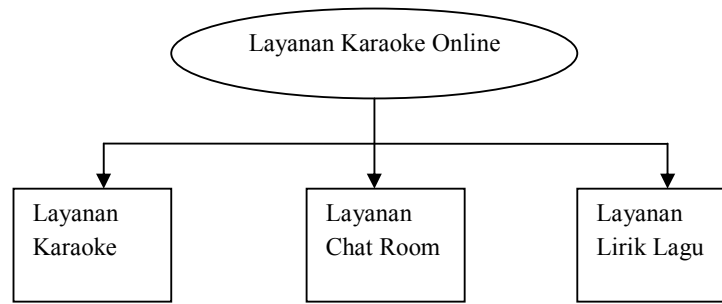 Layanan Karaoke Online
Layanan
Karaoke
Layanan
Chat Room
Layanan
Lirik Lagu